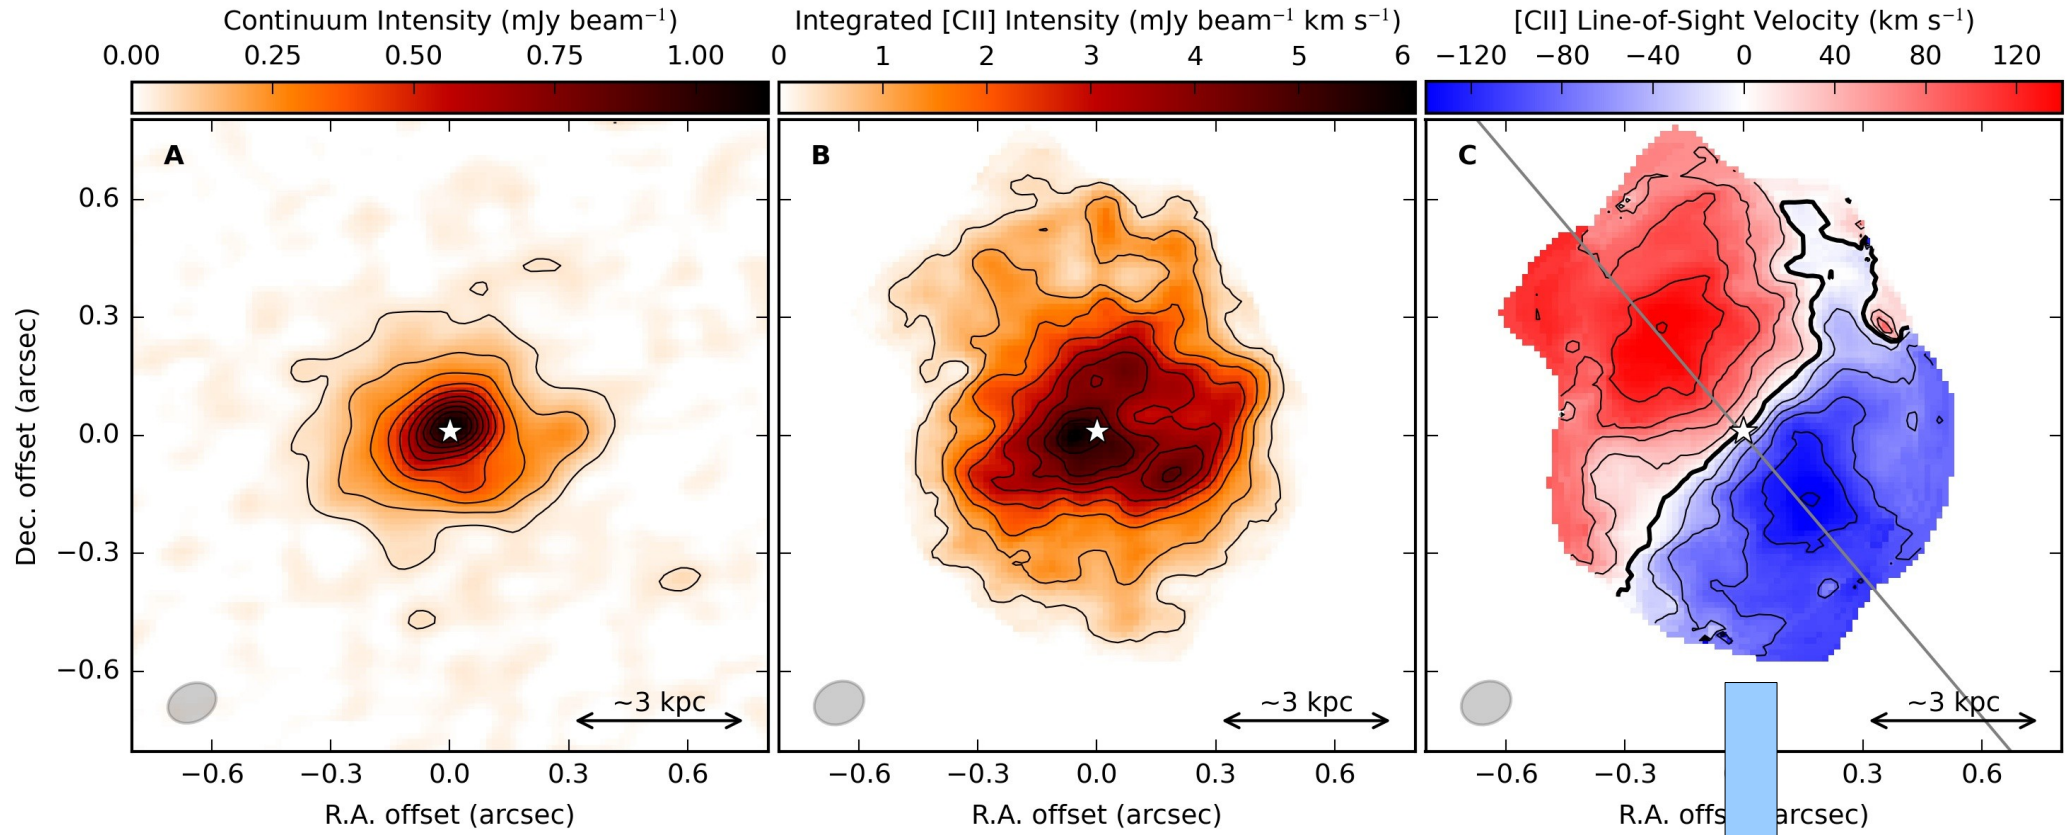 Continuum Intensity (mJy beam⁻¹)
0.00 0.25 0.50 0.75 1.00
Integrated [CII] Intensity (mJy beam⁻¹ km s⁻¹)
0 1 2 3 4 5 6
[CII] Line-of-Sight Velocity (km s⁻¹)
−120 −80 −40 0 40 80 120
Dec. offset (arcsec)
0.6
0.3
0.0
−0.3
−0.6
A
~3 kpc
−0.6 −0.3 0.0 0.3 0.6
R.A. offset (arcsec)
B
~3 kpc
−0.6 −0.3 0.0 0.3 0.6
R.A. offset (arcsec)
C
~3 kpc
−0.6 −0.3 0.3 0.6
R.A. arcsec)